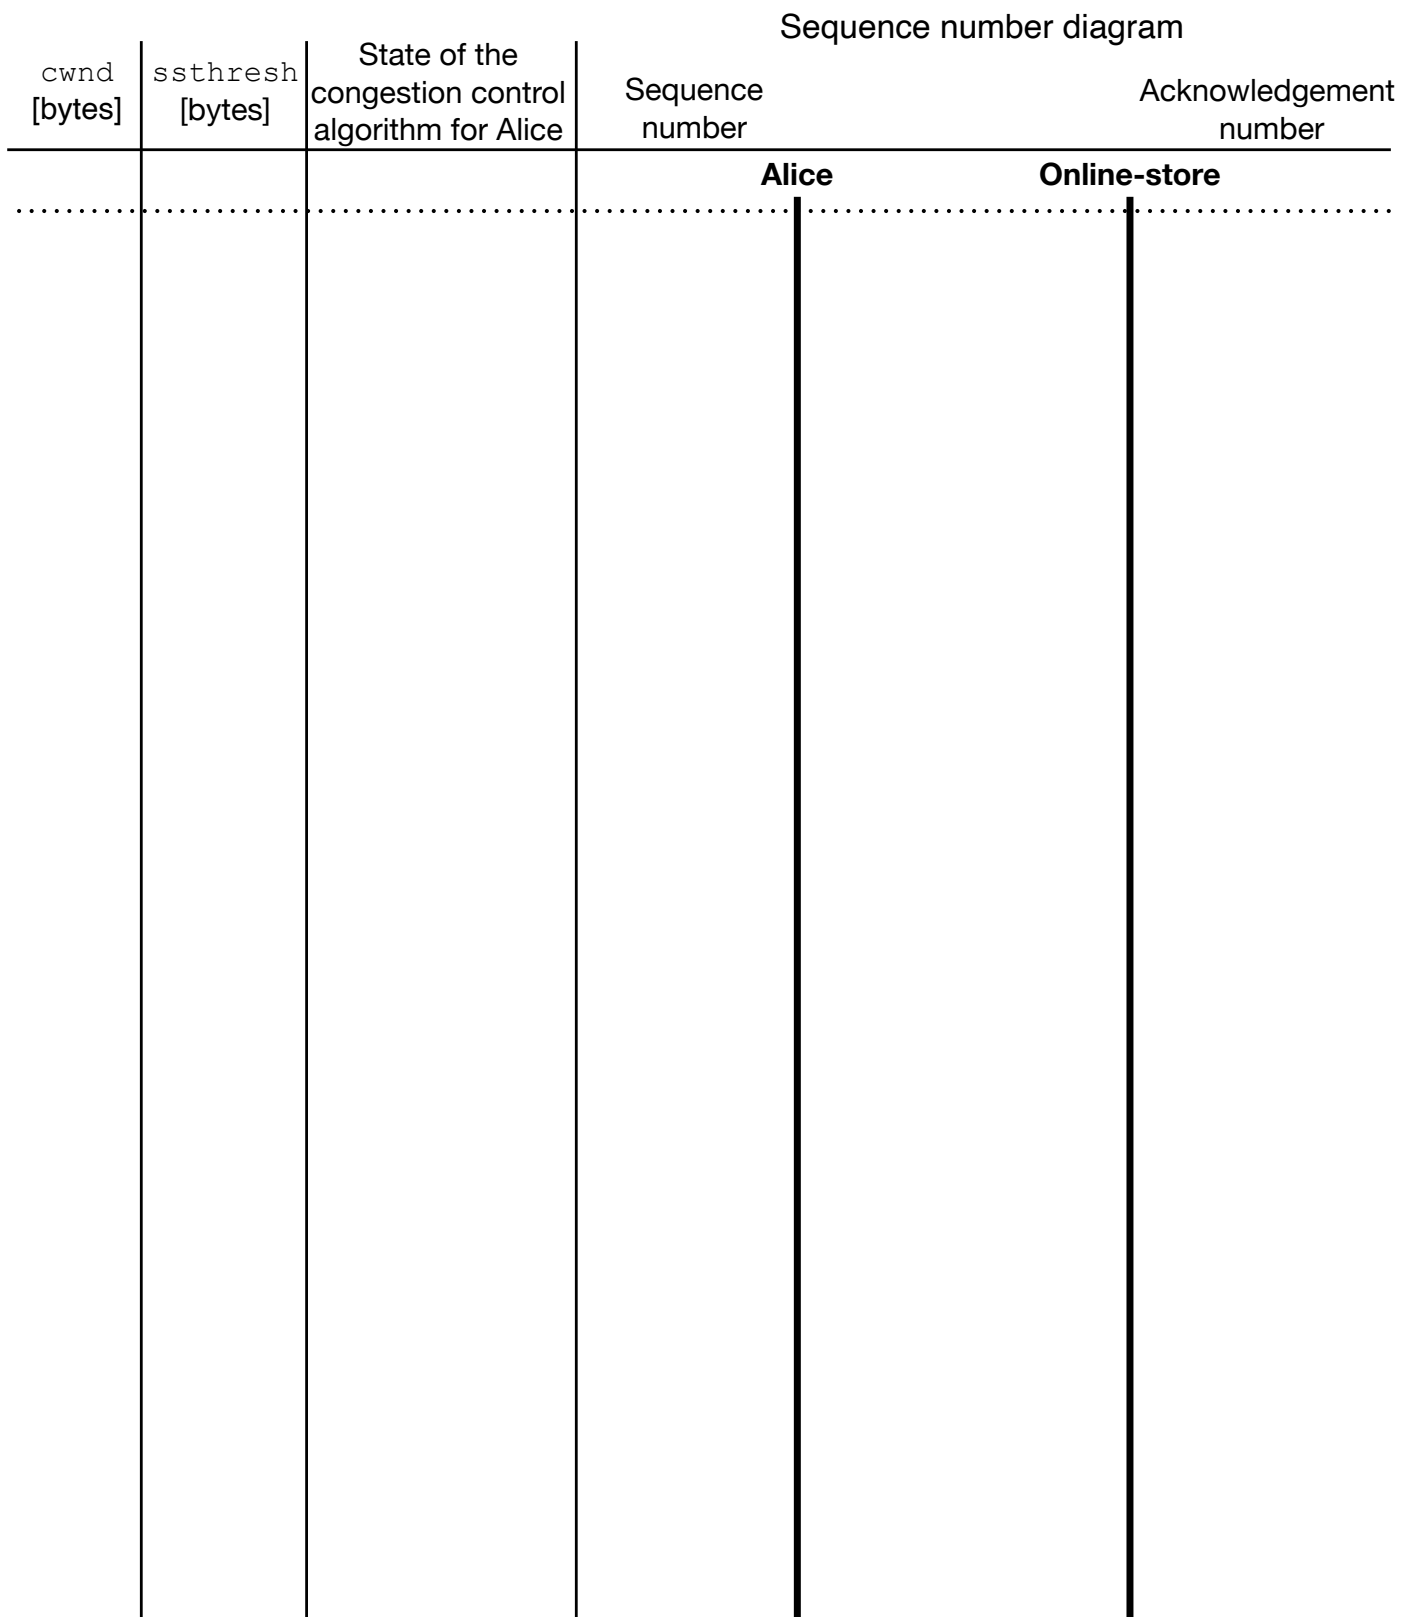 Sequence number diagram
cwnd
[bytes]
ssthresh
[bytes]
State of the
congestion control
algorithm for Alice
Sequence
number
Acknowledgement
number
Alice
Online-store